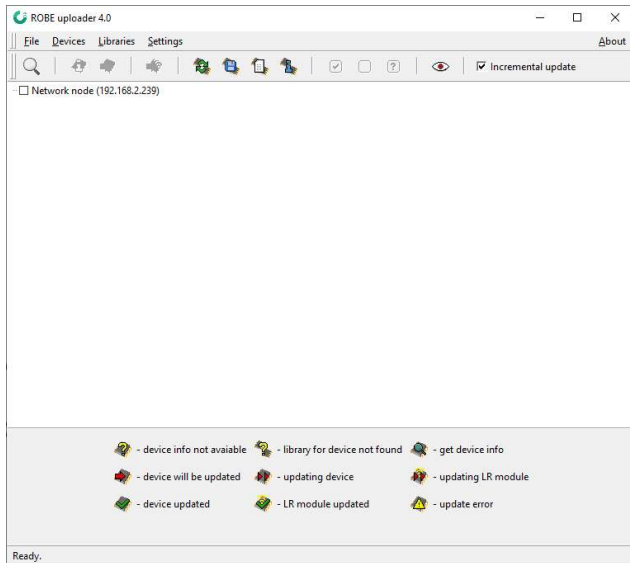 ROBE uploader 4.0
File Devices Libraries Settings About
Incremental update
Network node (192.168.2.239)
- device info not avaiable - library for device not found - get device info
- device will be updated - updating device - updating LR module
- device updated - LR module updated - update error
Ready.